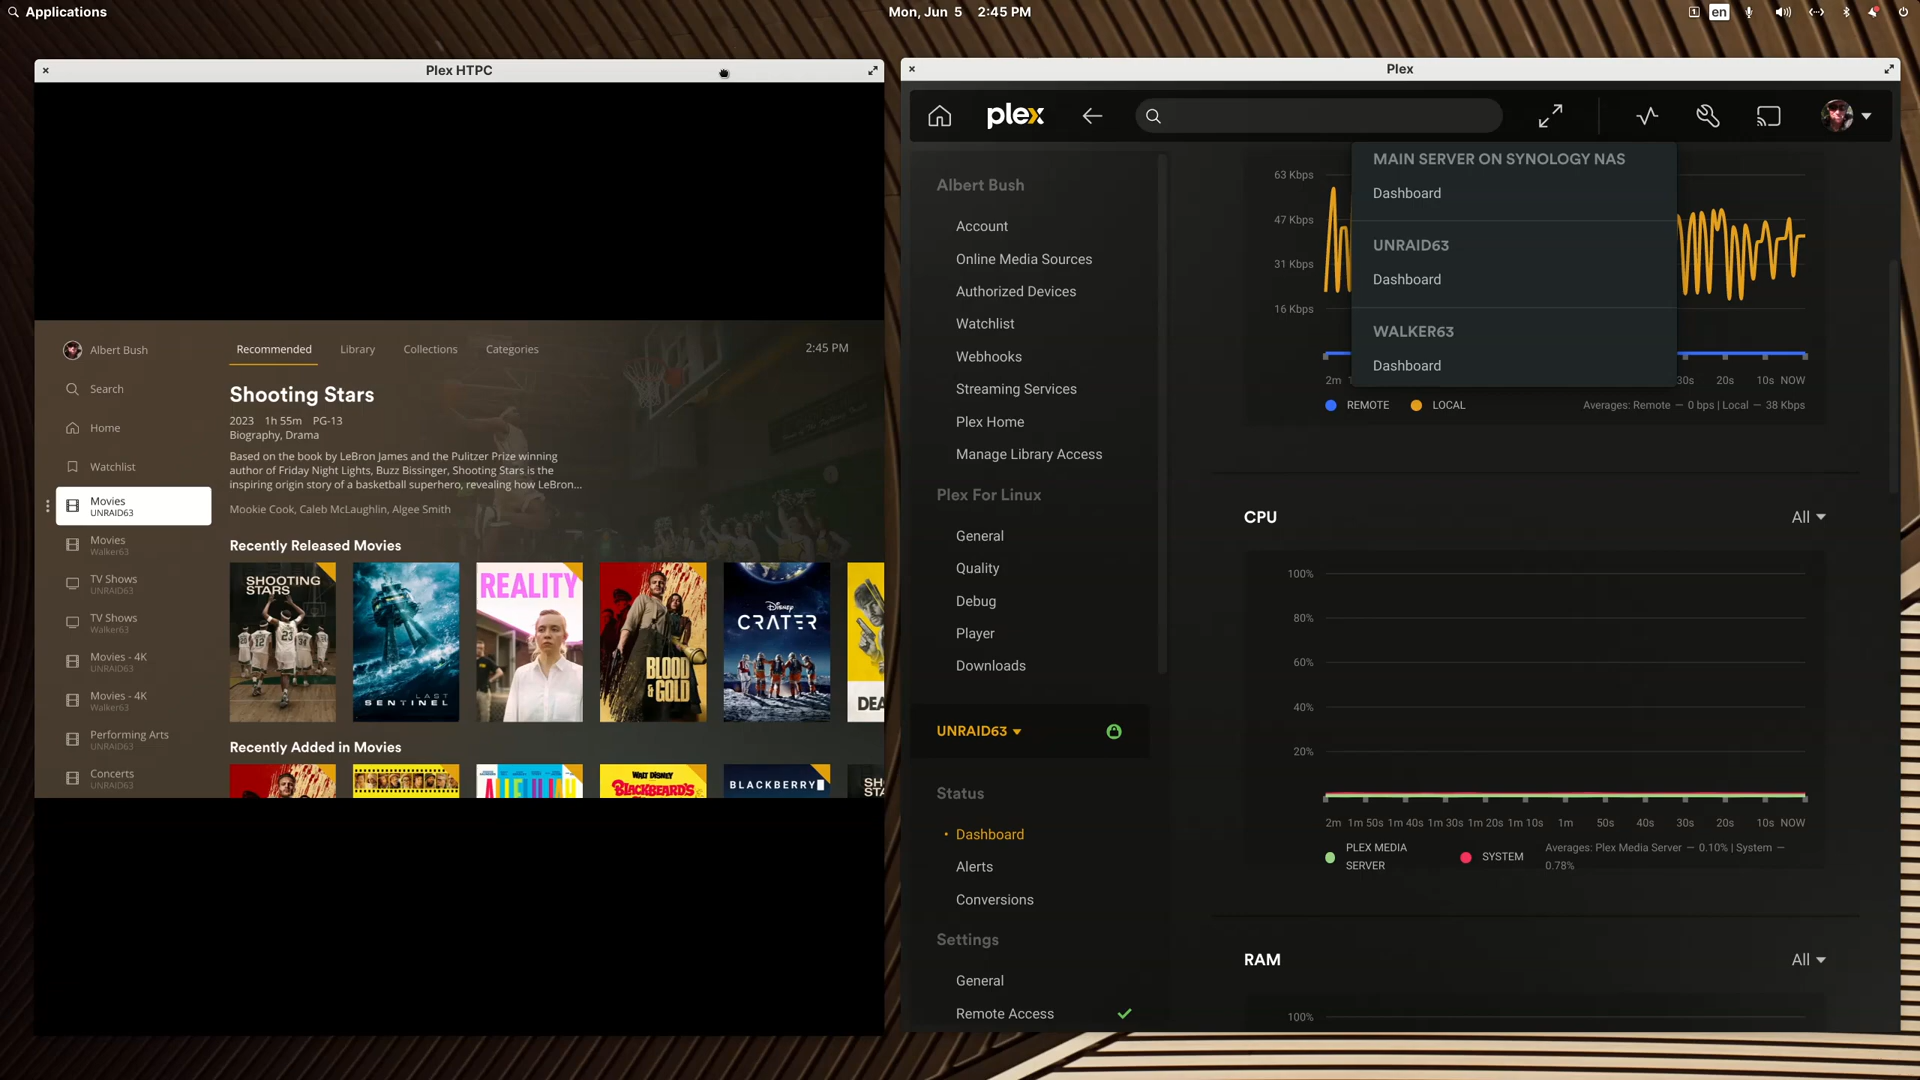 Applications
Mon, Jun 5 2:45 PM
en
Plex HTPC
Albert Bush
Search
Home
Watchlist
Movies
UNRAID63
Movies
Walker63
TV Shows
UNRAID63
TV Shows
Walker63
Movies - 4K
UNRAID63
Movies - 4K
Walker63
Performing Arts
UNRAID63
Concerts
UNRAID63
Recommended Library Collections Categories
2:45 PM
Shooting Stars
2023 1h 55m PG-13
Biography, Drama
Based on the book by LeBron James and the Pulitzer Prize winning
author of Friday Night Lights, Buzz Bissinger, Shooting Stars is the
inspiring origin story of a basketball superhero, revealing how LeBron...
Mookie Cook, Caleb McLaughlin, Algee Smith
Recently Released Movies
SHOOTING
STARS
LAST
SENTINEL
REALITY
BLOOD
& GOLD
Disney
CRATER
DEA
Recently Added in Movies
WALT DISNEY
BLACKBEARD'S
BLACKBERRY
SH
STA
Plex
plex
Albert Bush
Account
Online Media Sources
Authorized Devices
Watchlist
Webhooks
Streaming Services
Plex Home
Manage Library Access
Plex For Linux
General
Quality
Debug
Player
Downloads
UNRAID63
Status
Dashboard
Alerts
Conversions
Settings
General
Remote Access
MAIN SERVER ON SYNOLOGY NAS
Dashboard
UNRAID63
Dashboard
WALKER63
Dashboard
63 Kbps
47 Kbps
31 Kbps
16 Kbps
2m 1 30s 20s 10s NOW
REMOTE LOCAL Averages: Remote — 0 bps | Local — 38 Kbps
CPU All
100%
80%
60%
40%
20%
2m 1m 50s 1m 40s 1m 30s 1m 20s 1m 10s 1m 50s 40s 30s 20s 10s NOW
PLEX MEDIA
SERVER
SYSTEM
Averages: Plex Media Server — 0.10% | System —
0.78%
RAM All
100%